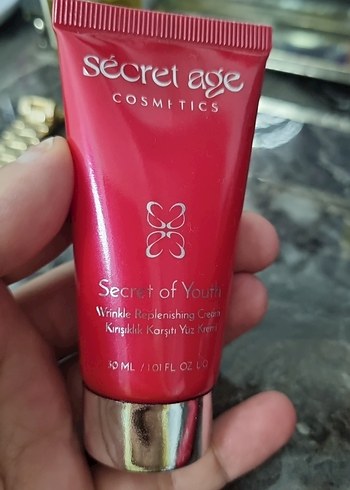 sécret age
COSMETICS
Secret of Youth
Wrinkle Replenishing Cream
Kırışıklık Karşıtı Yüz Kremi
30 ML / 1.01 FL OZ